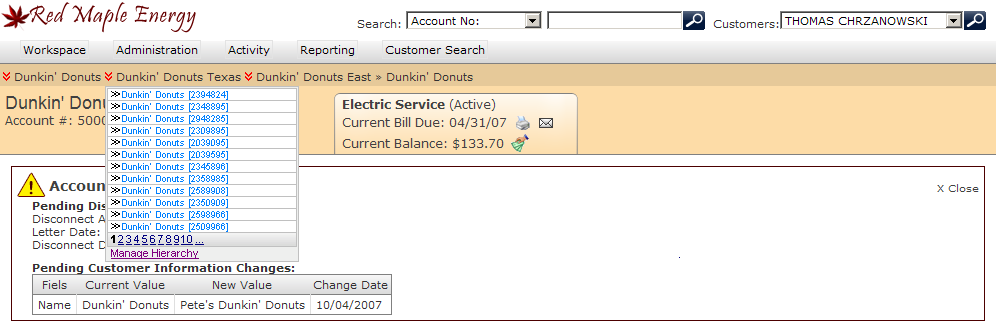 Red Maple Energy
Search: Account No: Customers: THOMAS CHRZANOWSKI
Workspace Administration Activity Reporting Customer Search
Dunkin' Donuts Dunkin' Donuts Texas Dunkin' Donuts East » Dunkin' Donuts
Dunkin' Don
Account #: 5000
Electric Service (Active)
Current Bill Due: 04/31/07
Current Balance: $133.70
Dunkin' Donuts [2394824]
Dunkin' Donuts [2348895]
Dunkin' Donuts [2948285]
Dunkin' Donuts [2309895]
Dunkin' Donuts [2039095]
Dunkin' Donuts [2039595]
Dunkin' Donuts [2345896]
Dunkin' Donuts [2358985]
Dunkin' Donuts [2589908]
Dunkin' Donuts [2350909]
Dunkin' Donuts [2598966]
Dunkin' Donuts [2509966]
1 2 3 4 5 6 7 8 9 10 ...
Manage Hierarchy
Accoun
X Close
Pending Dis
Disconnect A
Letter Date:
Disconnect D
Pending Customer Information Changes:
Fiels Current Value New Value Change Date
Name Dunkin' Donuts Pete's Dunkin' Donuts 10/04/2007